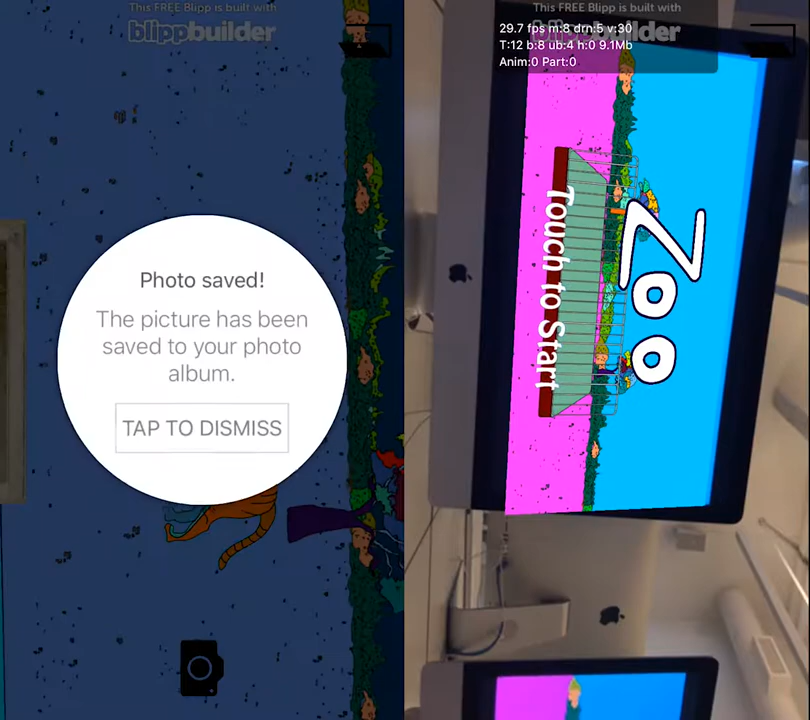 This FREE Blipp is built with
blippbuilder
Photo saved!
The picture has been
saved to your photo
album.
TAP TO DISMISS
This FREE Blipp is built with
blippbuilder
29.7 fps m:8 drn:5 v:30
T:12 b:8 ub:4 h:0 9.1Mb
Anim:0 Part:0
Zoo
Touch to Start